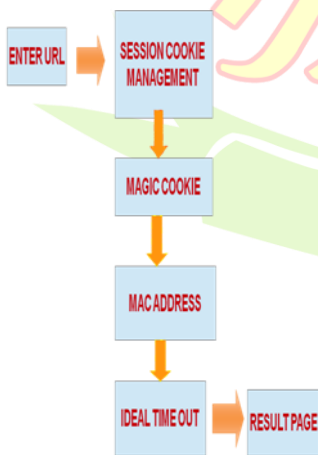 ENTER URL
SESSION COOKIE
MANAGEMENT
MAGIC COOKIE
MAC ADDRESS
IDEAL TIME OUT
RESULT PAGE